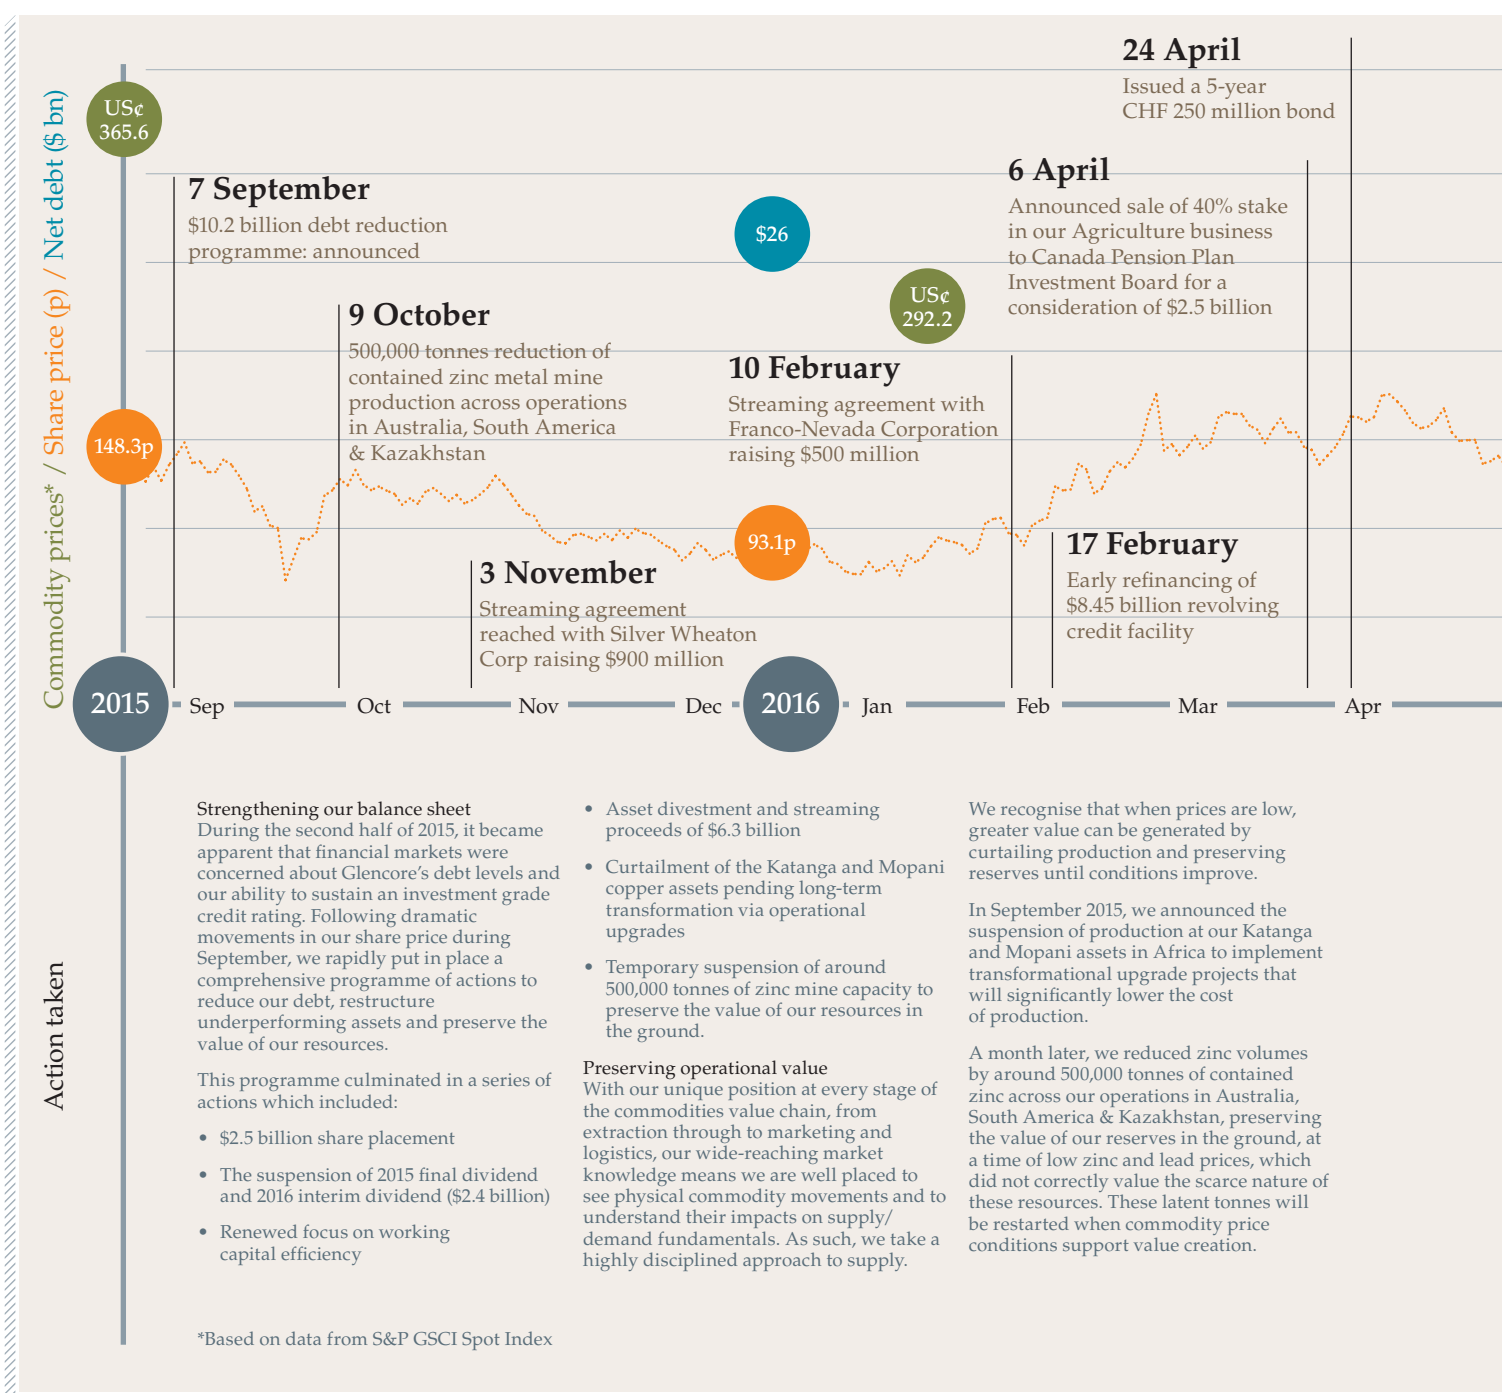 Commodity prices* / Share price (p) / Net debt ($ bn)
US¢
365.6
148.3p
7 September
$10.2 billion debt reduction
programme: announced
9 October
500,000 tonnes reduction of
contained zinc metal mine
production across operations
in Australia, South America
& Kazakhstan
3 November
Streaming agreement
reached with Silver Wheaton
Corp raising $900 million
$26
93.1p
US¢
292.2
10 February
Streaming agreement with
Franco-Nevada Corporation
raising $500 million
17 February
Early refinancing of
$8.45 billion revolving
credit facility
6 April
Announced sale of 40% stake
in our Agriculture business
to Canada Pension Plan
Investment Board for a
consideration of $2.5 billion
24 April
Issued a 5-year
CHF 250 million bond
2015
Sep
Oct
Nov
Dec
2016
Jan
Feb
Mar
Apr
Action taken
Strengthening our balance sheet
During the second half of 2015, it became
apparent that financial markets were
concerned about Glencore's debt levels and
our ability to sustain an investment grade
credit rating. Following dramatic
movements in our share price during
September, we rapidly put in place a
comprehensive programme of actions to
reduce our debt, restructure
underperforming assets and preserve the
value of our resources.
This programme culminated in a series of
actions which included:
• $2.5 billion share placement
• The suspension of 2015 final dividend
and 2016 interim dividend ($2.4 billion)
• Renewed focus on working
capital efficiency
• Asset divestment and streaming
proceeds of $6.3 billion
• Curtailment of the Katanga and Mopani
copper assets pending long-term
transformation via operational
upgrades
• Temporary suspension of around
500,000 tonnes of zinc mine capacity to
preserve the value of our resources in
the ground.
Preserving operational value
With our unique position at every stage of
the commodities value chain, from
extraction through to marketing and
logistics, our wide-reaching market
knowledge means we are well placed to
see physical commodity movements and to
understand their impacts on supply/
demand fundamentals. As such, we take a
highly disciplined approach to supply.
We recognise that when prices are low,
greater value can be generated by
curtailing production and preserving
reserves until conditions improve.
In September 2015, we announced the
suspension of production at our Katanga
and Mopani assets in Africa to implement
transformational upgrade projects that
will significantly lower the cost
of production.
A month later, we reduced zinc volumes
by around 500,000 tonnes of contained
zinc across our operations in Australia,
South America & Kazakhstan, preserving
the value of our reserves in the ground, at
a time of low zinc and lead prices, which
did not correctly value the scarce nature of
these resources. These latent tonnes will
be restarted when commodity price
conditions support value creation.
*Based on data from S&P GSCI Spot Index